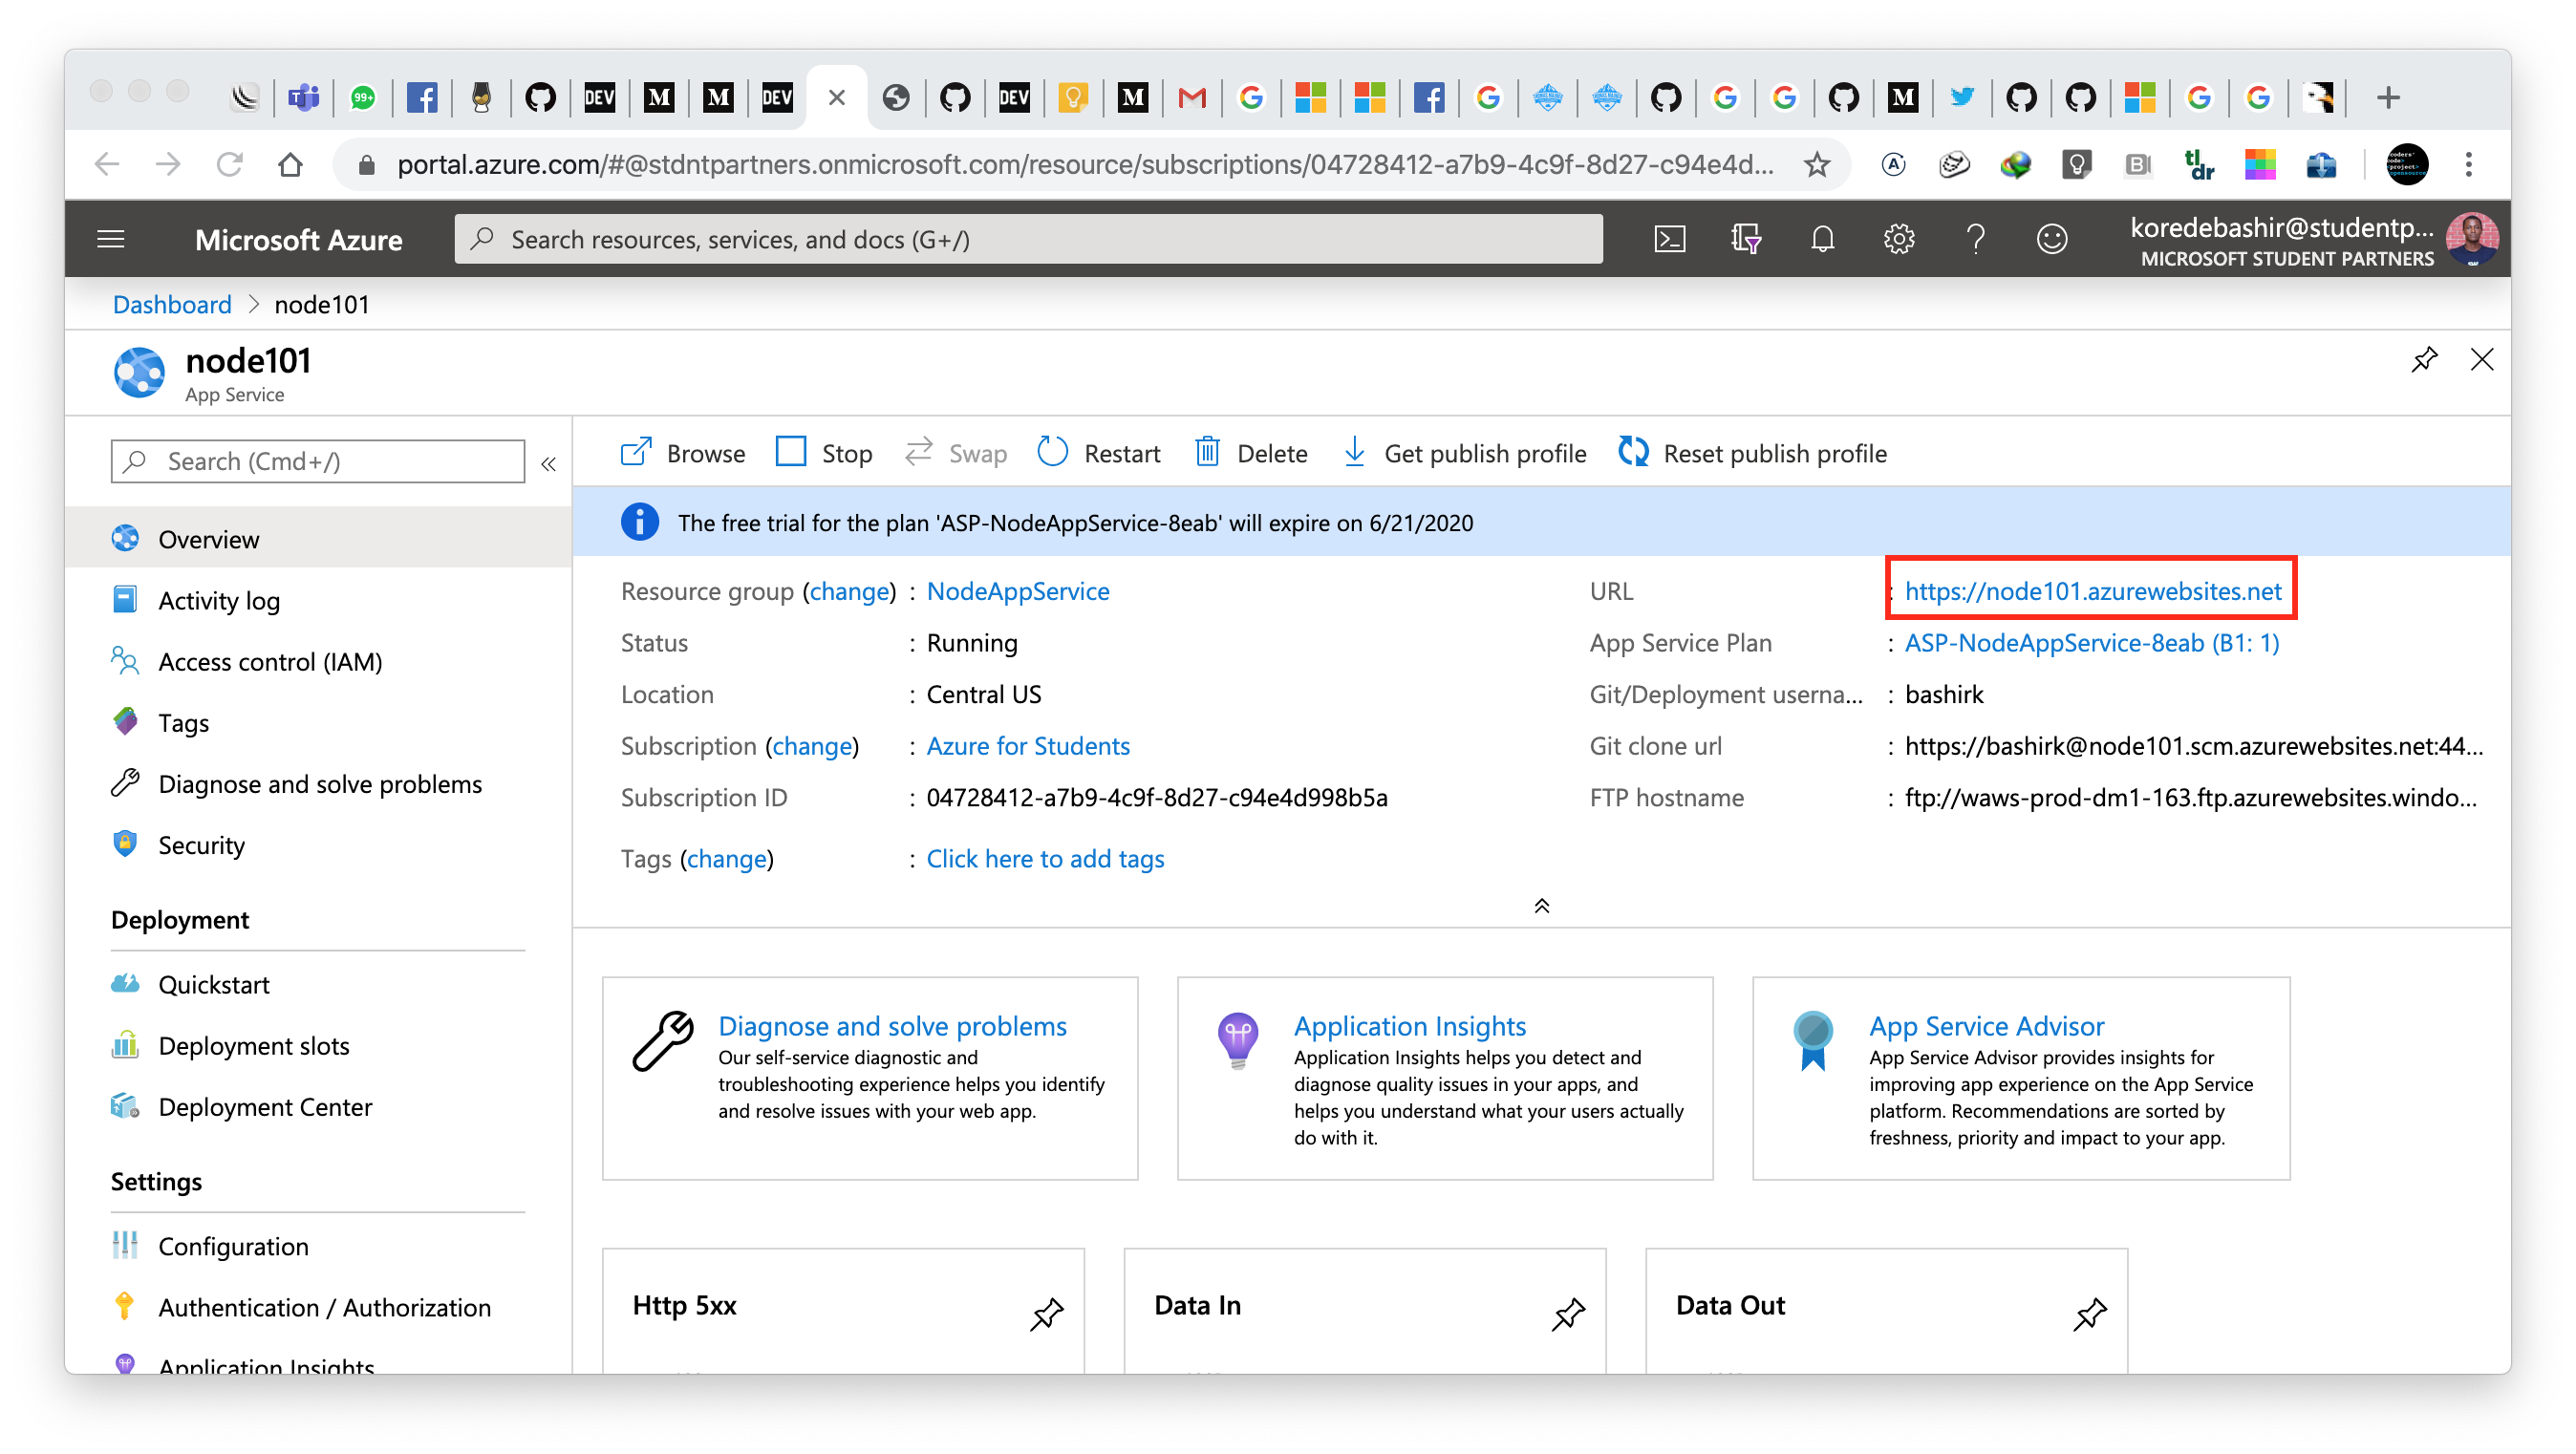 99+
DEV
DEV
DEV
portal.azure.com/#@stdntpartners.onmicrosoft.com/resource/subscriptions/04728412-a7b9-4c9f-8d27-c94e4d...
tl;dr
Microsoft Azure
Search resources, services, and docs (G+/)
koredebashir@studentp...
MICROSOFT STUDENT PARTNERS
Dashboard > node101
node101
App Service
Search (Cmd+/)
«
Overview
Activity log
Access control (IAM)
Tags
Diagnose and solve problems
Security
Deployment
Quickstart
Deployment slots
Deployment Center
Settings
Configuration
Authentication / Authorization
Application Insights
Browse Stop Swap Restart Delete Get publish profile Reset publish profile
The free trial for the plan 'ASP-NodeAppService-8eab' will expire on 6/21/2020
Resource group (change) : NodeAppService
Status : Running
Location : Central US
Subscription (change) : Azure for Students
Subscription ID : 04728412-a7b9-4c9f-8d27-c94e4d998b5a
Tags (change) : Click here to add tags
URL : https://node101.azurewebsites.net
App Service Plan : ASP-NodeAppService-8eab (B1: 1)
Git/Deployment userna... : bashirk
Git clone url : https://bashirk@node101.scm.azurewebsites.net:44...
FTP hostname : ftp://waws-prod-dm1-163.ftp.azurewebsites.windo...
Diagnose and solve problems
Our self-service diagnostic and
troubleshooting experience helps you identify
and resolve issues with your web app.
Application Insights
Application Insights helps you detect and
diagnose quality issues in your apps, and
helps you understand what your users actually
do with it.
App Service Advisor
App Service Advisor provides insights for
improving app experience on the App Service
platform. Recommendations are sorted by
freshness, priority and impact to your app.
Http 5xx
Data In
Data Out